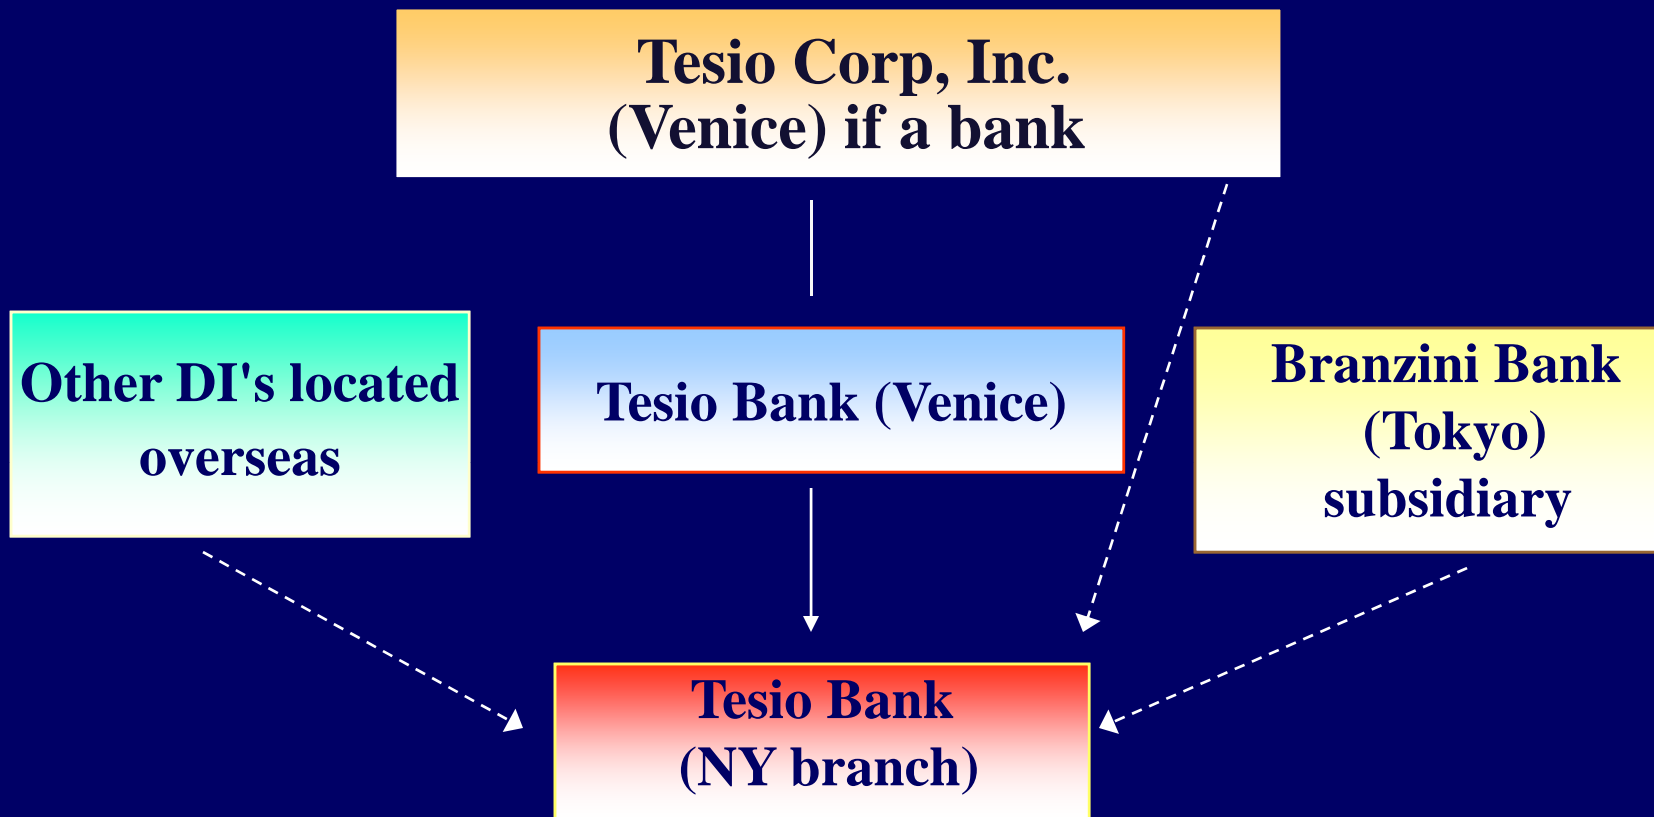 Tesio Corp, Inc.
(Venice) if a bank
Other DI's located
overseas
Tesio Bank (Venice)
Branzini Bank
(Tokyo)
subsidiary
Tesio Bank
(NY branch)